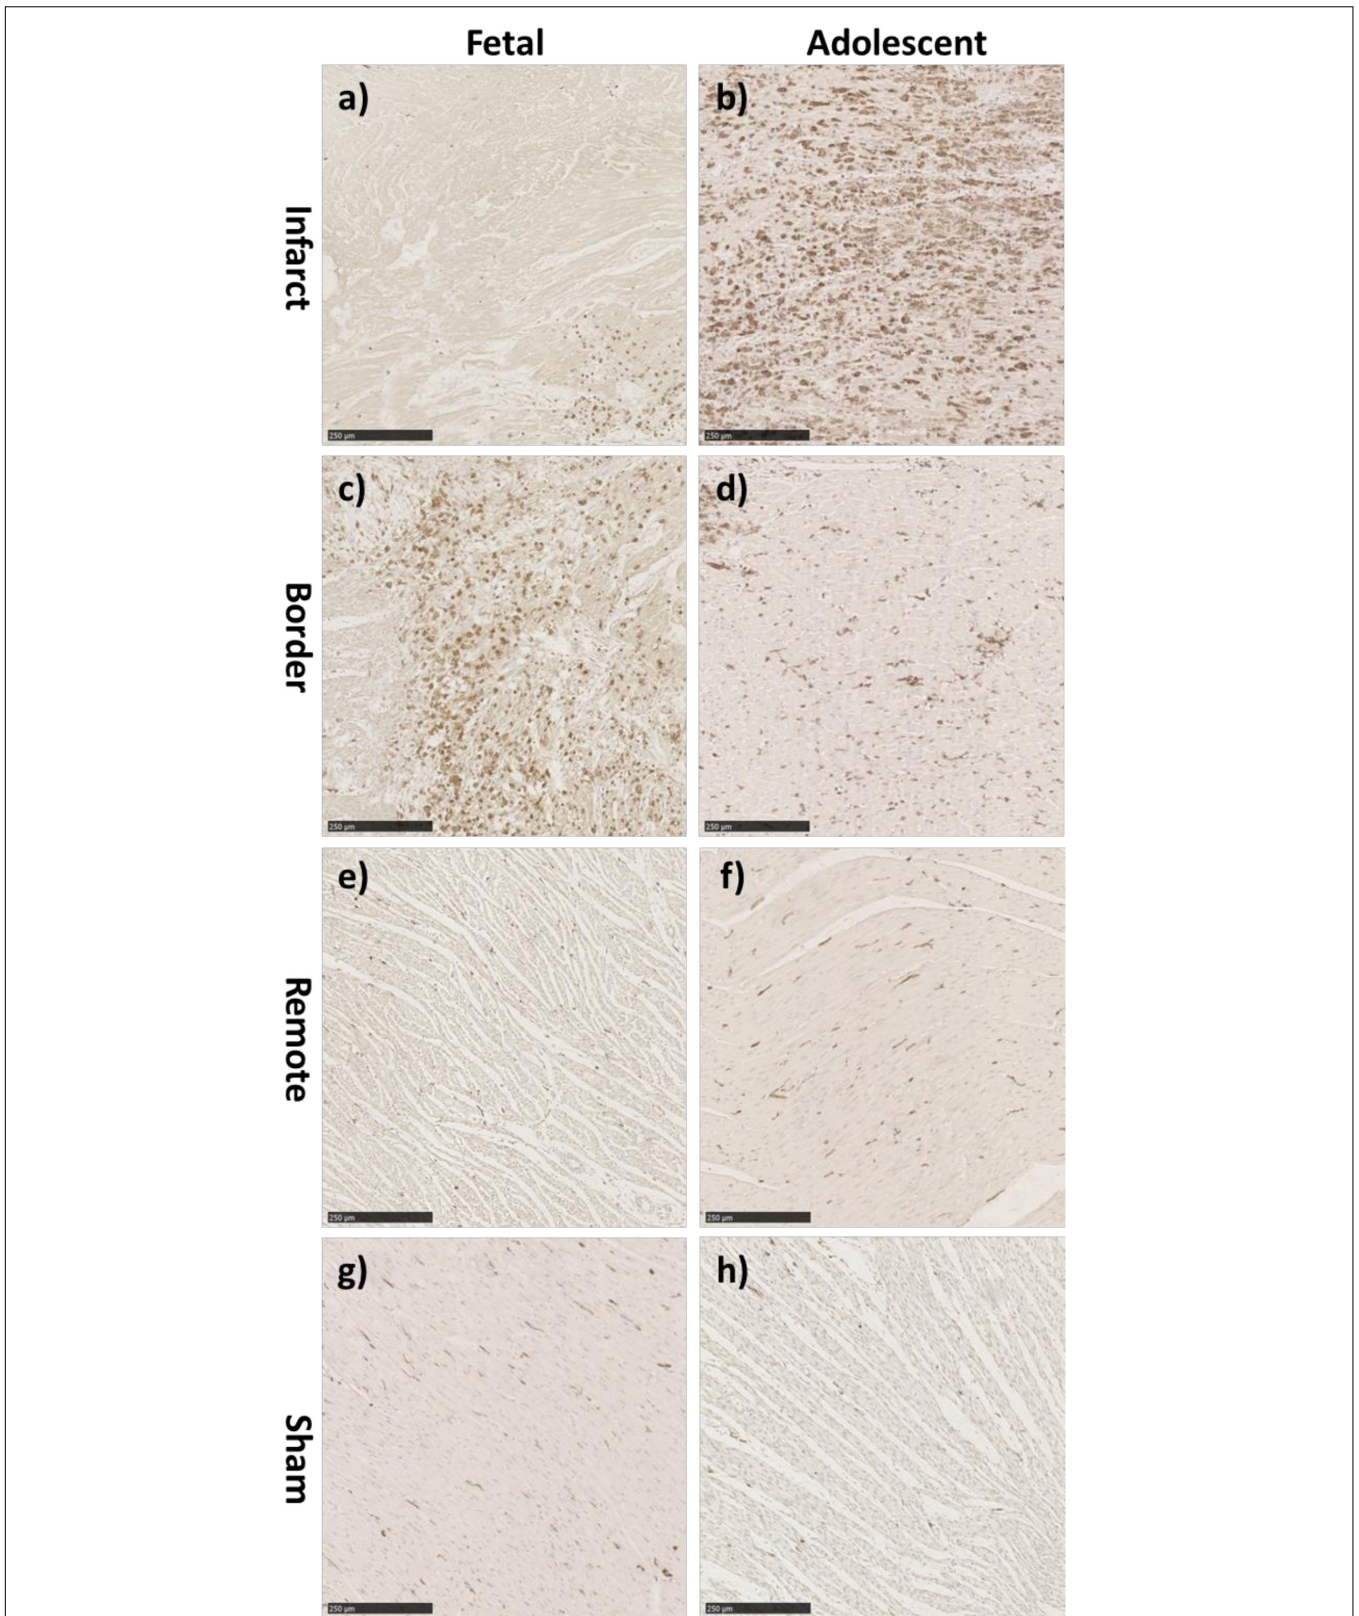 Fetal Adolescent
Infarct
a) b)
250 µm 250 µm
Border
c) d)
250 µm 250 µm
Remote
e) f)
250 µm 250 µm
Sham
g) h)
250 µm 250 µm